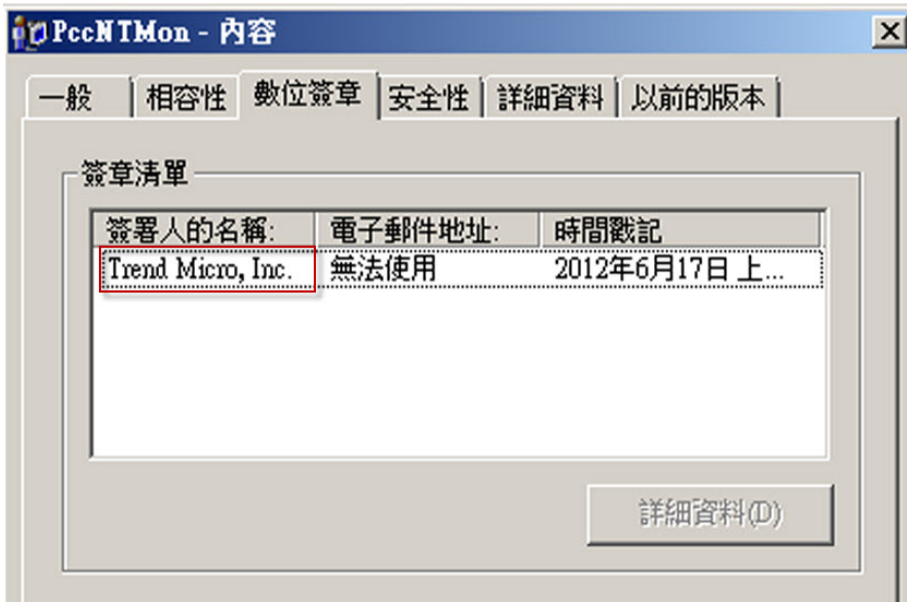 PccNTMon - 內容
一般 相容性 數位簽章 安全性 詳細資料 以前的版本
簽章清單
簽署人的名稱: 電子郵件地址: 時間戳記
Trend Micro, Inc. 無法使用 2012年6月17日 上...
詳細資料(D)